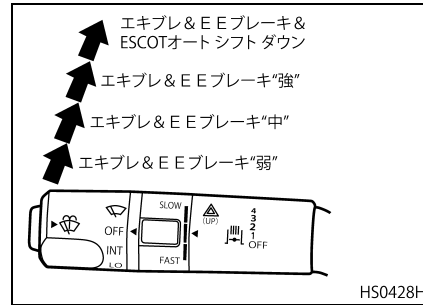 エキブレ＆ＥＥブレーキ＆
ESCOTオート シフト ダウン
エキブレ＆ＥＥブレーキ“強”
エキブレ＆ＥＥブレーキ“中”
エキブレ＆ＥＥブレーキ“弱”
OFF
INT
LO
SLOW
FAST
(UP)
4
3
2
1
OFF
HS0428H